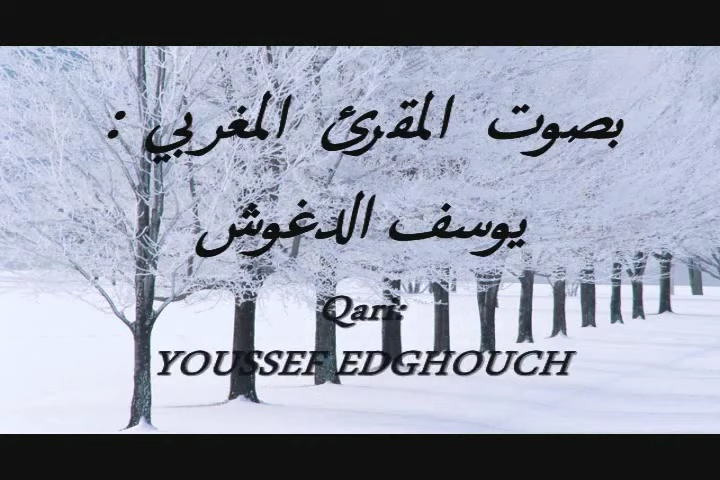 بصوت المقرئ المغربي :
يوسف الدغوش
Qari:
YOUSSEF EDGHOUCH